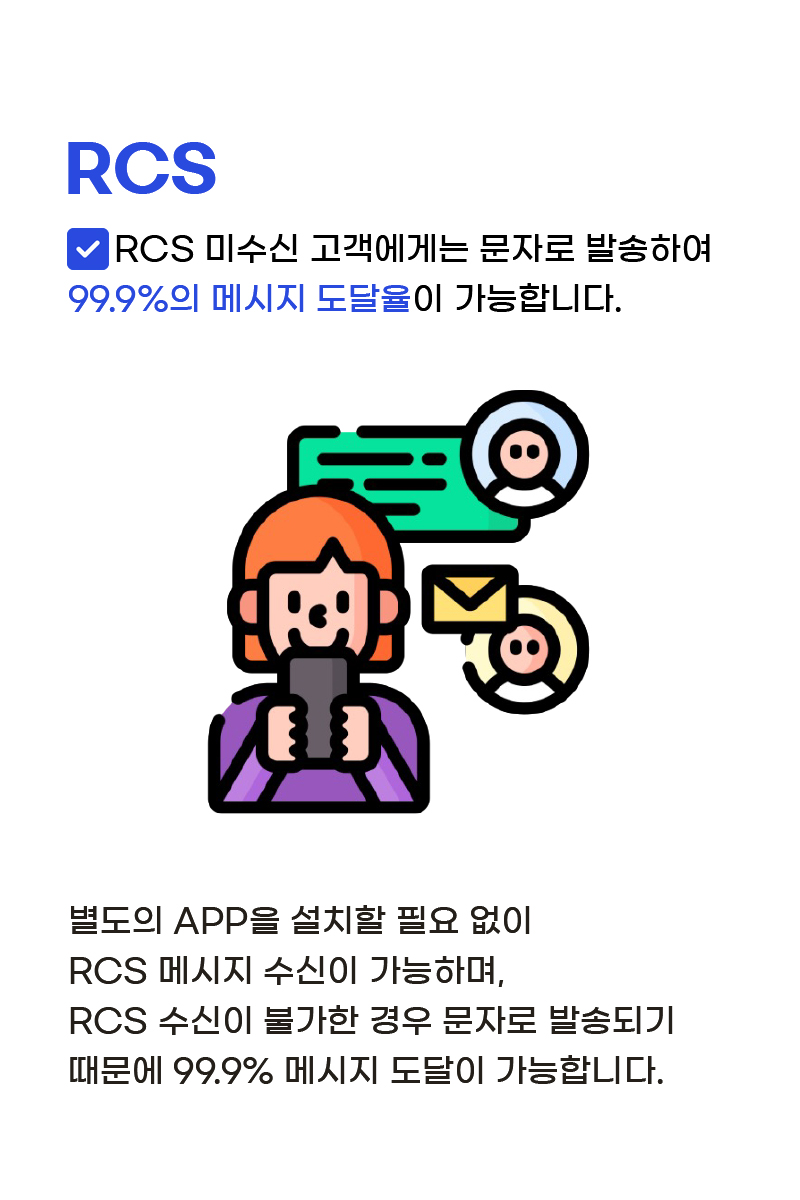 RCS
RCS 미수신 고객에게는 문자로 발송하여
99.9%의 메시지 도달율이 가능합니다.
별도의 APP을 설치할 필요 없이
RCS 메시지 수신이 가능하며,
RCS 수신이 불가한 경우 문자로 발송되기
때문에 99.9% 메시지 도달이 가능합니다.